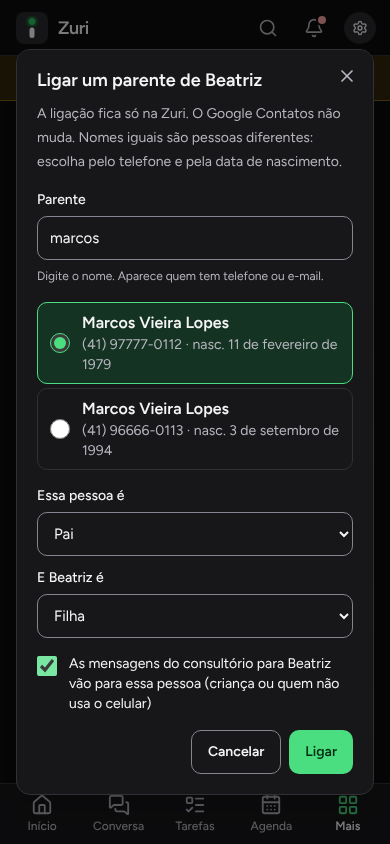 Zuri
Ligar um parente de Beatriz
A ligação fica só na Zuri. O Google Contatos não
muda. Nomes iguais são pessoas diferentes:
escolha pelo telefone e pela data de nascimento.
Parente
marcos
Digite o nome. Aparece quem tem telefone ou e-mail.
Marcos Vieira Lopes
(41) 97777-0112 · nasc. 11 de fevereiro de
1979
Marcos Vieira Lopes
(41) 96666-0113 · nasc. 3 de setembro de
1994
Essa pessoa é
Pai
E Beatriz é
Filha
As mensagens do consultório para Beatriz
vão para essa pessoa (criança ou quem não
usa o celular)
Cancelar
Ligar
Início
Conversa
Tarefas
Agenda
Mais